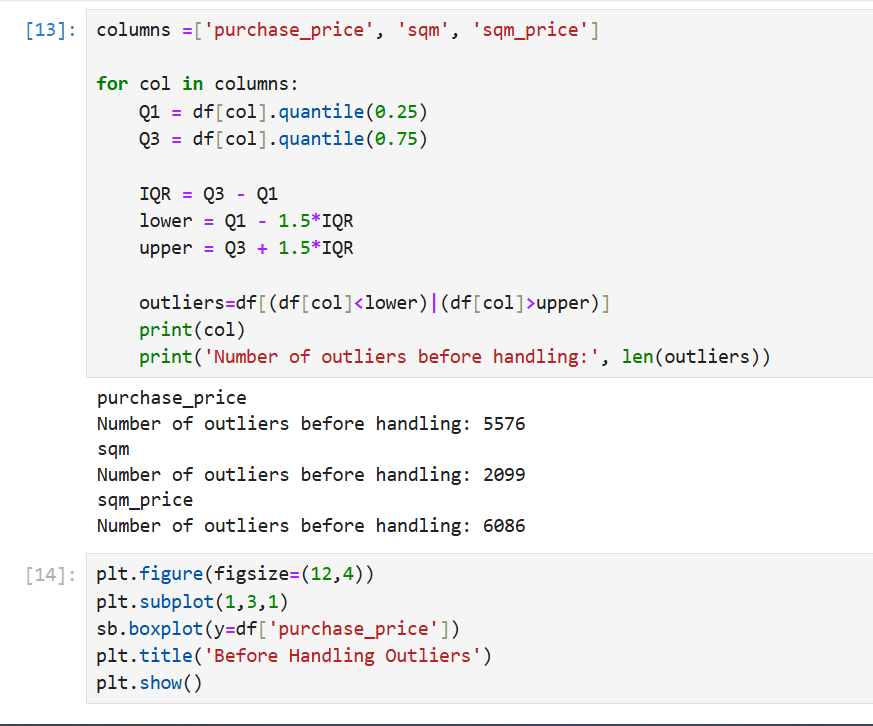 [13]: columns =['purchase_price', 'sqm', 'sqm_price']
for col in columns:
    Q1 = df[col].quantile(0.25)
    Q3 = df[col].quantile(0.75)
    IQR = Q3 - Q1
    lower = Q1 - 1.5*IQR
    upper = Q3 + 1.5*IQR
    outliers=df[(df[col]<lower)|(df[col]>upper)]
    print(col)
    print('Number of outliers before handling:', len(outliers))
purchase_price
Number of outliers before handling: 5576
sqm
Number of outliers before handling: 2099
sqm_price
Number of outliers before handling: 6086
[14]: plt.figure(figsize=(12,4))
plt.subplot(1,3,1)
sb.boxplot(y=df['purchase_price'])
plt.title('Before Handling Outliers')
plt.show()